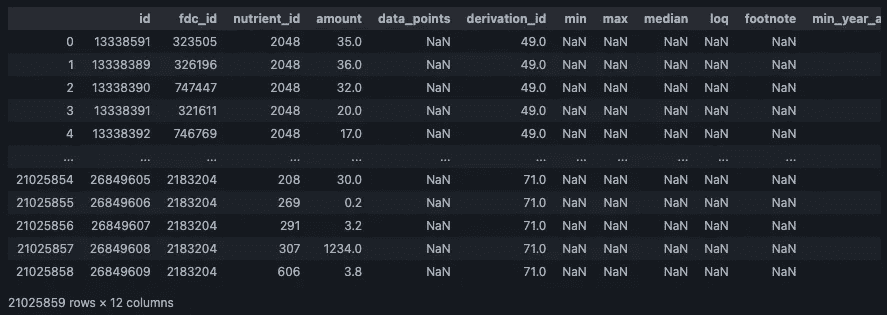 id fdc_id nutrient_id amount data_points derivation_id min max median loq footnote min_year_a
0 13338591 323505 2048 35.0 NaN 49.0 NaN NaN NaN NaN NaN
1 13338389 326196 2048 36.0 NaN 49.0 NaN NaN NaN NaN NaN
2 13338390 747447 2048 32.0 NaN 49.0 NaN NaN NaN NaN NaN
3 13338391 321611 2048 20.0 NaN 49.0 NaN NaN NaN NaN NaN
4 13338392 746769 2048 17.0 NaN 49.0 NaN NaN NaN NaN NaN
... ... ... ... ... ... ... ... ... ... ... ...
21025854 26849605 2183204 208 30.0 NaN 71.0 NaN NaN NaN NaN NaN
21025855 26849606 2183204 269 0.2 NaN 71.0 NaN NaN NaN NaN NaN
21025856 26849607 2183204 291 3.2 NaN 71.0 NaN NaN NaN NaN NaN
21025857 26849608 2183204 307 1234.0 NaN 71.0 NaN NaN NaN NaN NaN
21025858 26849609 2183204 606 3.8 NaN 71.0 NaN NaN NaN NaN NaN
21025859 rows × 12 columns